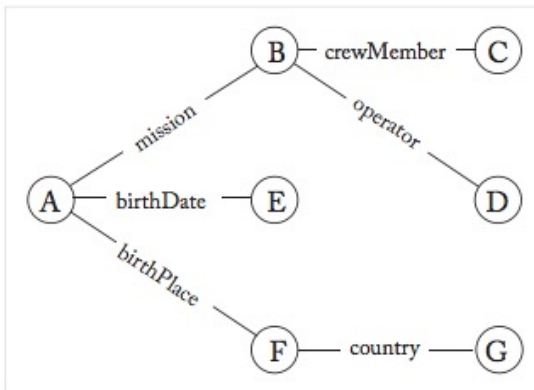 B crewMember C
mission
operator
A birthDate E
D
birthPlace
F country G